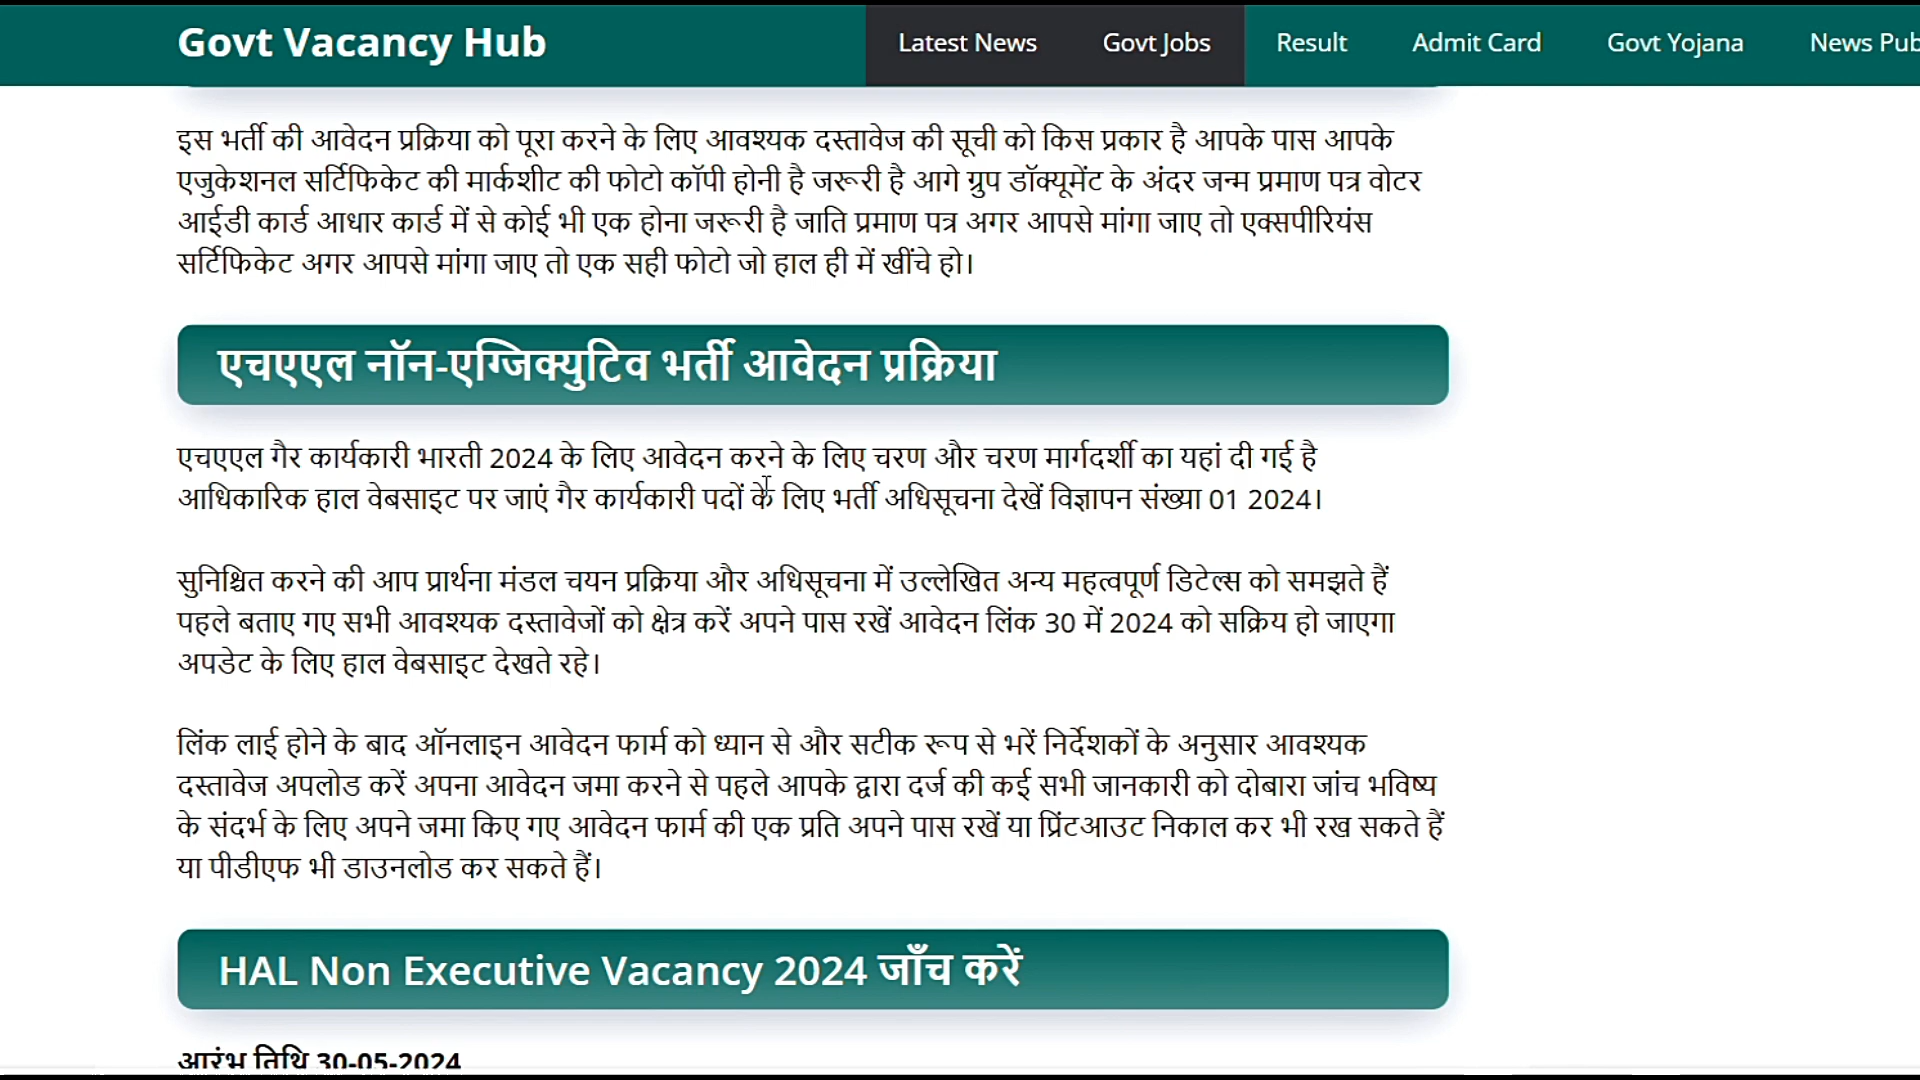 Govt Vacancy Hub
Latest News Govt Jobs Result Admit Card Govt Yojana News Pub
इस भर्ती की आवेदन प्रक्रिया को पूरा करने के लिए आवश्यक दस्तावेज की सूची को किस प्रकार है आपके पास आपके
एजुकेशनल सर्टिफिकेट की मार्कशीट की फोटो कॉपी होनी है जरूरी है आगे ग्रुप डॉक्यूमेंट के अंदर जन्म प्रमाण पत्र वोटर
आईडी कार्ड आधार कार्ड में से कोई भी एक होना जरूरी है जाति प्रमाण पत्र अगर आपसे मांगा जाए तो एक्सपीरियंस
सर्टिफिकेट अगर आपसे मांगा जाए तो एक सही फोटो जो हाल ही में खींचे हो।
एचएएल नॉन-एग्जिक्युटिव भर्ती आवेदन प्रक्रिया
एचएएल गैर कार्यकारी भारती 2024 के लिए आवेदन करने के लिए चरण और चरण मार्गदर्शी का यहां दी गई है
आधिकारिक हाल वेबसाइट पर जाएं गैर कार्यकारी पदों के लिए भर्ती अधिसूचना देखें विज्ञापन संख्या 01 2024।
सुनिश्चित करने की आप प्रार्थना मंडल चयन प्रक्रिया और अधिसूचना में उल्लेखित अन्य महत्वपूर्ण डिटेल्स को समझते हैं
पहले बताए गए सभी आवश्यक दस्तावेजों को क्षेत्र करें अपने पास रखें आवेदन लिंक 30 में 2024 को सक्रिय हो जाएगा
अपडेट के लिए हाल वेबसाइट देखते रहे।
लिंक लाई होने के बाद ऑनलाइन आवेदन फार्म को ध्यान से और सटीक रूप से भरें निर्देशकों के अनुसार आवश्यक
दस्तावेज अपलोड करें अपना आवेदन जमा करने से पहले आपके द्वारा दर्ज की कई सभी जानकारी को दोबारा जांच भविष्य
के संदर्भ के लिए अपने जमा किए गए आवेदन फार्म की एक प्रति अपने पास रखें या प्रिंटआउट निकाल कर भी रख सकते हैं
या पीडीएफ भी डाउनलोड कर सकते हैं।
HAL Non Executive Vacancy 2024 जाँच करें
आरंभ तिथि 30-05-2024